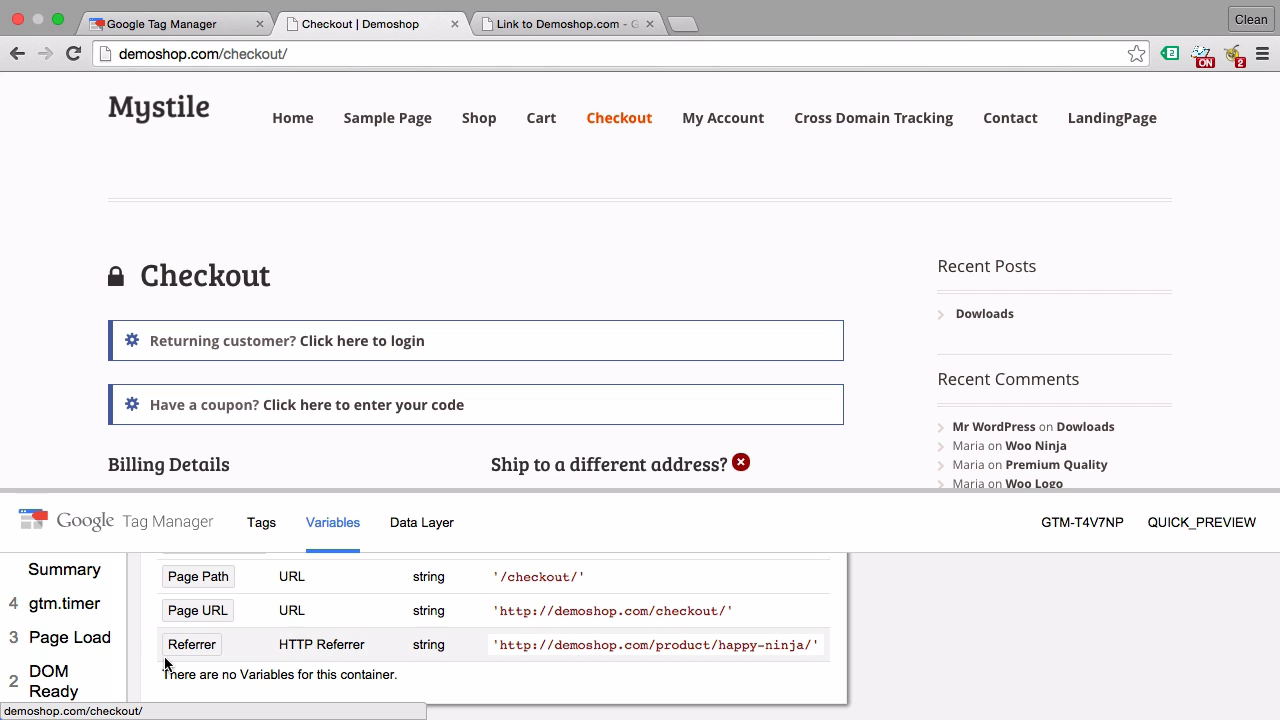 Google Tag Manager
Checkout | Demoshop
Link to Demoshop.com - G
Clean
demoshop.com/checkout/
2
ON
2
Mystile
Home Sample Page Shop Cart Checkout My Account Cross Domain Tracking Contact LandingPage
Checkout
Returning customer? Click here to login
Have a coupon? Click here to enter your code
Billing Details
Ship to a different address?
Recent Posts
Dowloads
Recent Comments
Mr WordPress on Dowloads
Maria on Woo Ninja
Maria on Premium Quality
Maria on Woo Logo
Google Tag Manager Tags Variables Data Layer GTM-T4V7NP QUICK_PREVIEW
Summary
4 gtm.timer
3 Page Load
2 DOM Ready
Page Path URL string '/checkout/'
Page URL URL string 'http://demoshop.com/checkout/'
Referrer HTTP Referrer string 'http://demoshop.com/product/happy-ninja/'
There are no Variables for this container.
demoshop.com/checkout/